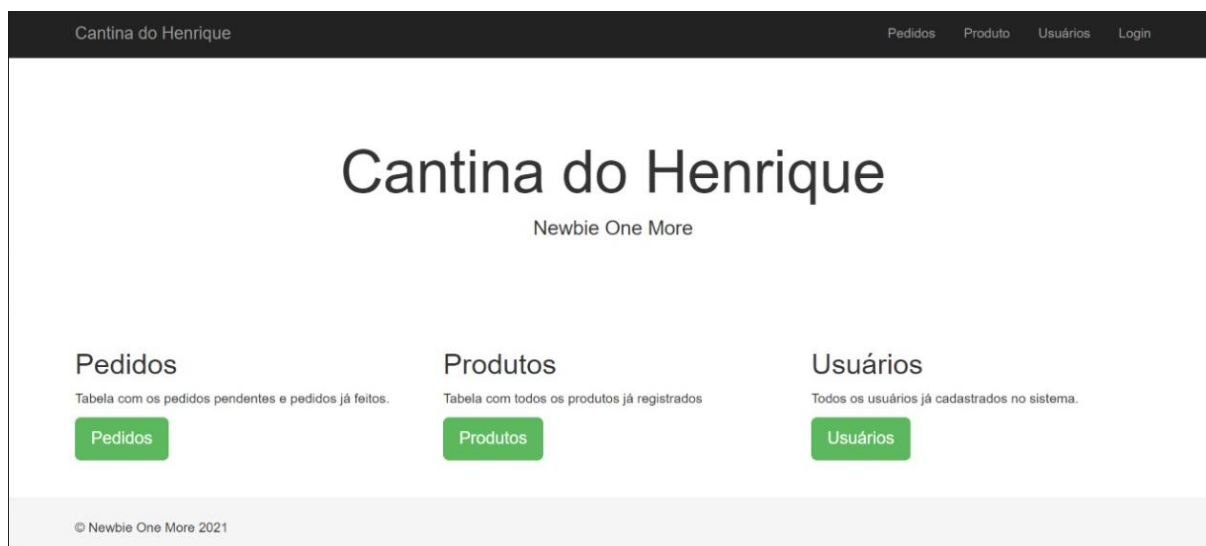 Cantina do Henrique
Pedidos Produto Usuários Login
Cantina do Henrique
Newbie One More
Pedidos
Tabela com os pedidos pendentes e pedidos já feitos.
Pedidos
Produtos
Tabela com todos os produtos já registrados
Produtos
Usuários
Todos os usuários já cadastrados no sistema.
Usuários
© Newbie One More 2021